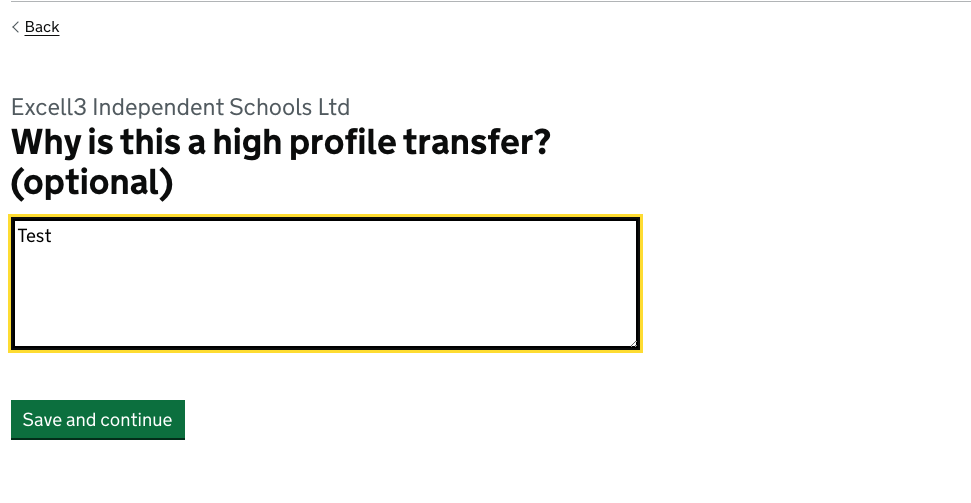 Back
Excell3 Independent Schools Ltd
Why is this a high profile transfer?
(optional)
Test
Save and continue